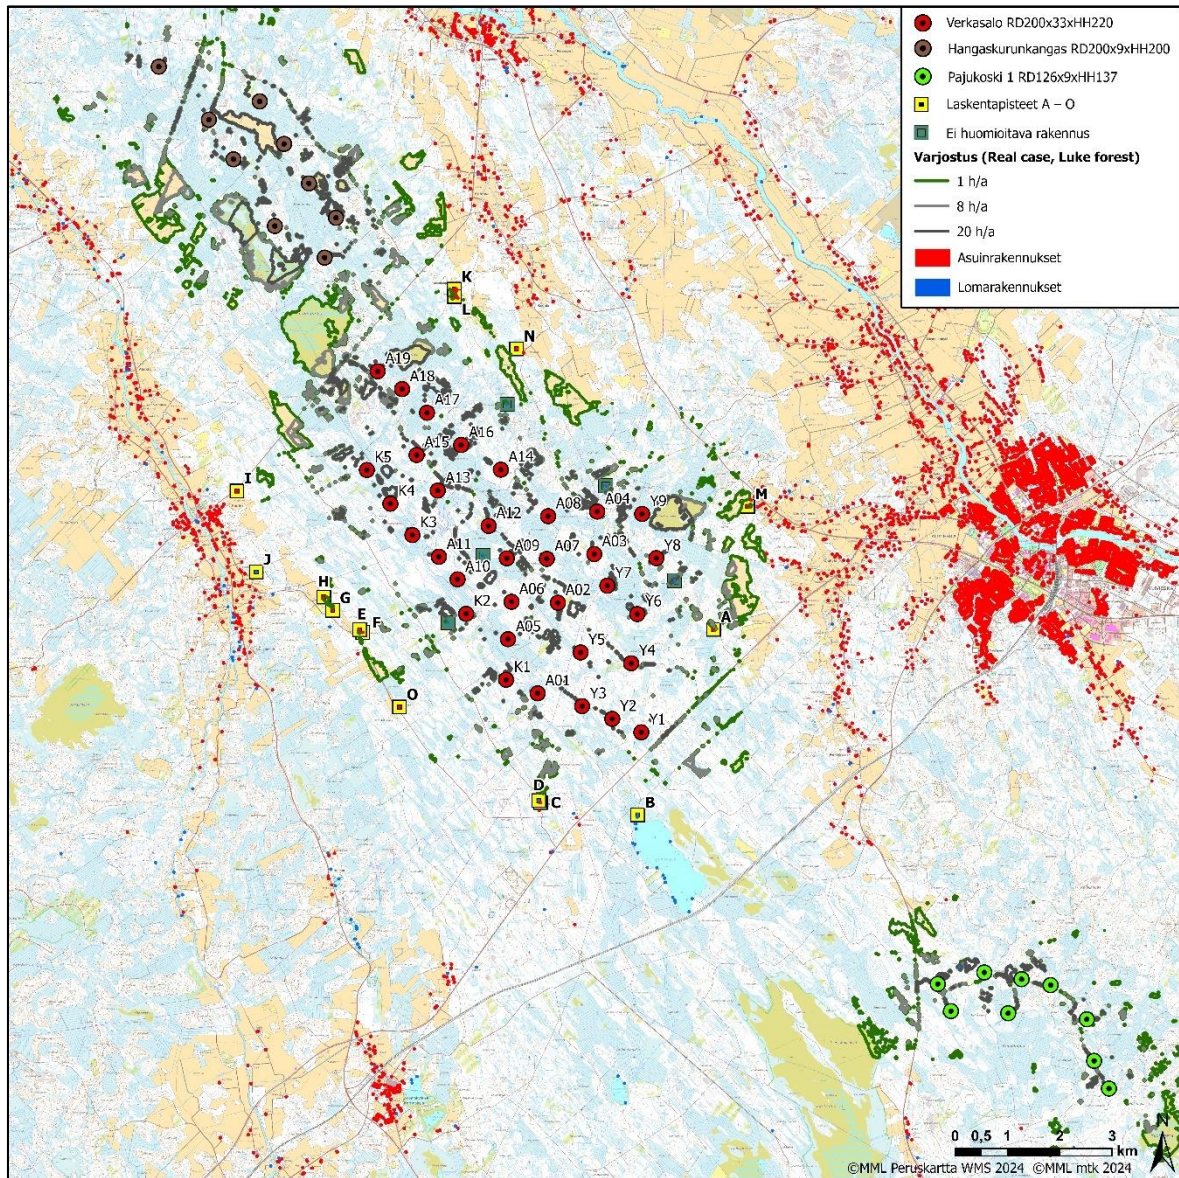 Verkasalo RD200x33xHH220
Hangaskurunkangas RD200x9xHH200
Pajukoski 1 RD126x9xHH137
Laskentapisteet A – O
Ei huomioitava rakennus
Varjostus (Real case, Luke forest)
1 h/a
8 h/a
20 h/a
Asuinrakennukset
Lomarakennukset
K
L
N
A19
A18
A17
A16
A15
A14
K5
A13
I
K4
M
A04
Y9
A08
A12
K3
A11
A09
A07
A03
Y8
J
A10
Y7
H
G
A06
A02
K2
Y6
E
F
A
A05
Y5
Y4
K1
A01
O
Y3
Y2
Y1
D
C
B
N
0 0,5 1 2 3
km
©MML Peruskartta WMS 2024 ©MML mtk 2024